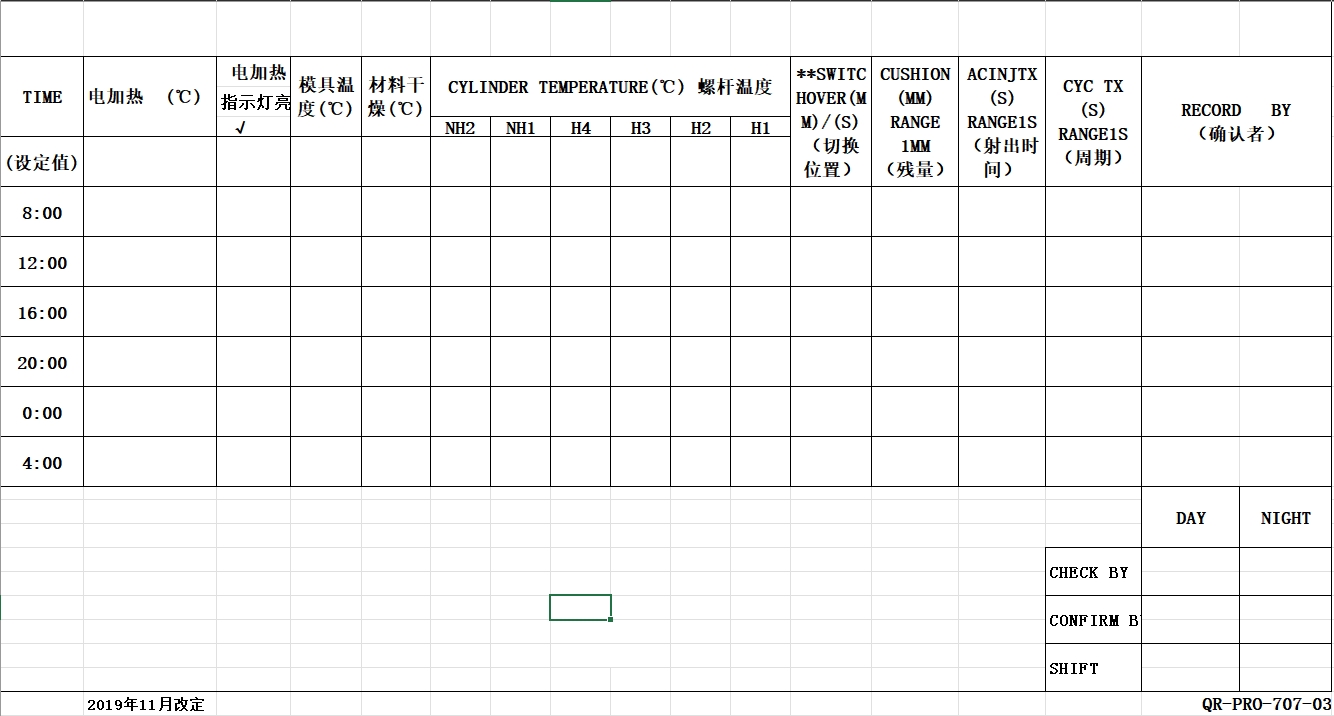 TIME
电加热 （℃）
电加热
指示灯亮
√
模具温
度(℃)
材料干
燥(℃)
CYLINDER TEMPERATURE(℃) 螺杆温度
NH2 NH1 H4 H3 H2 H1
**SWITC
HOVER(M
M)/(S)
（切换
位置）
CUSHION
(MM)
RANGE
1MM
（残量）
ACINJTX
(S)
RANGE1S
（射出时
间）
CYC TX
(S)
RANGE1S
（周期）
RECORD BY
（确认者）
(设定值)
8:00
12:00
16:00
20:00
0:00
4:00
DAY NIGHT
CHECK BY
CONFIRM B
SHIFT
2019年11月改定 QR-PRO-707-03